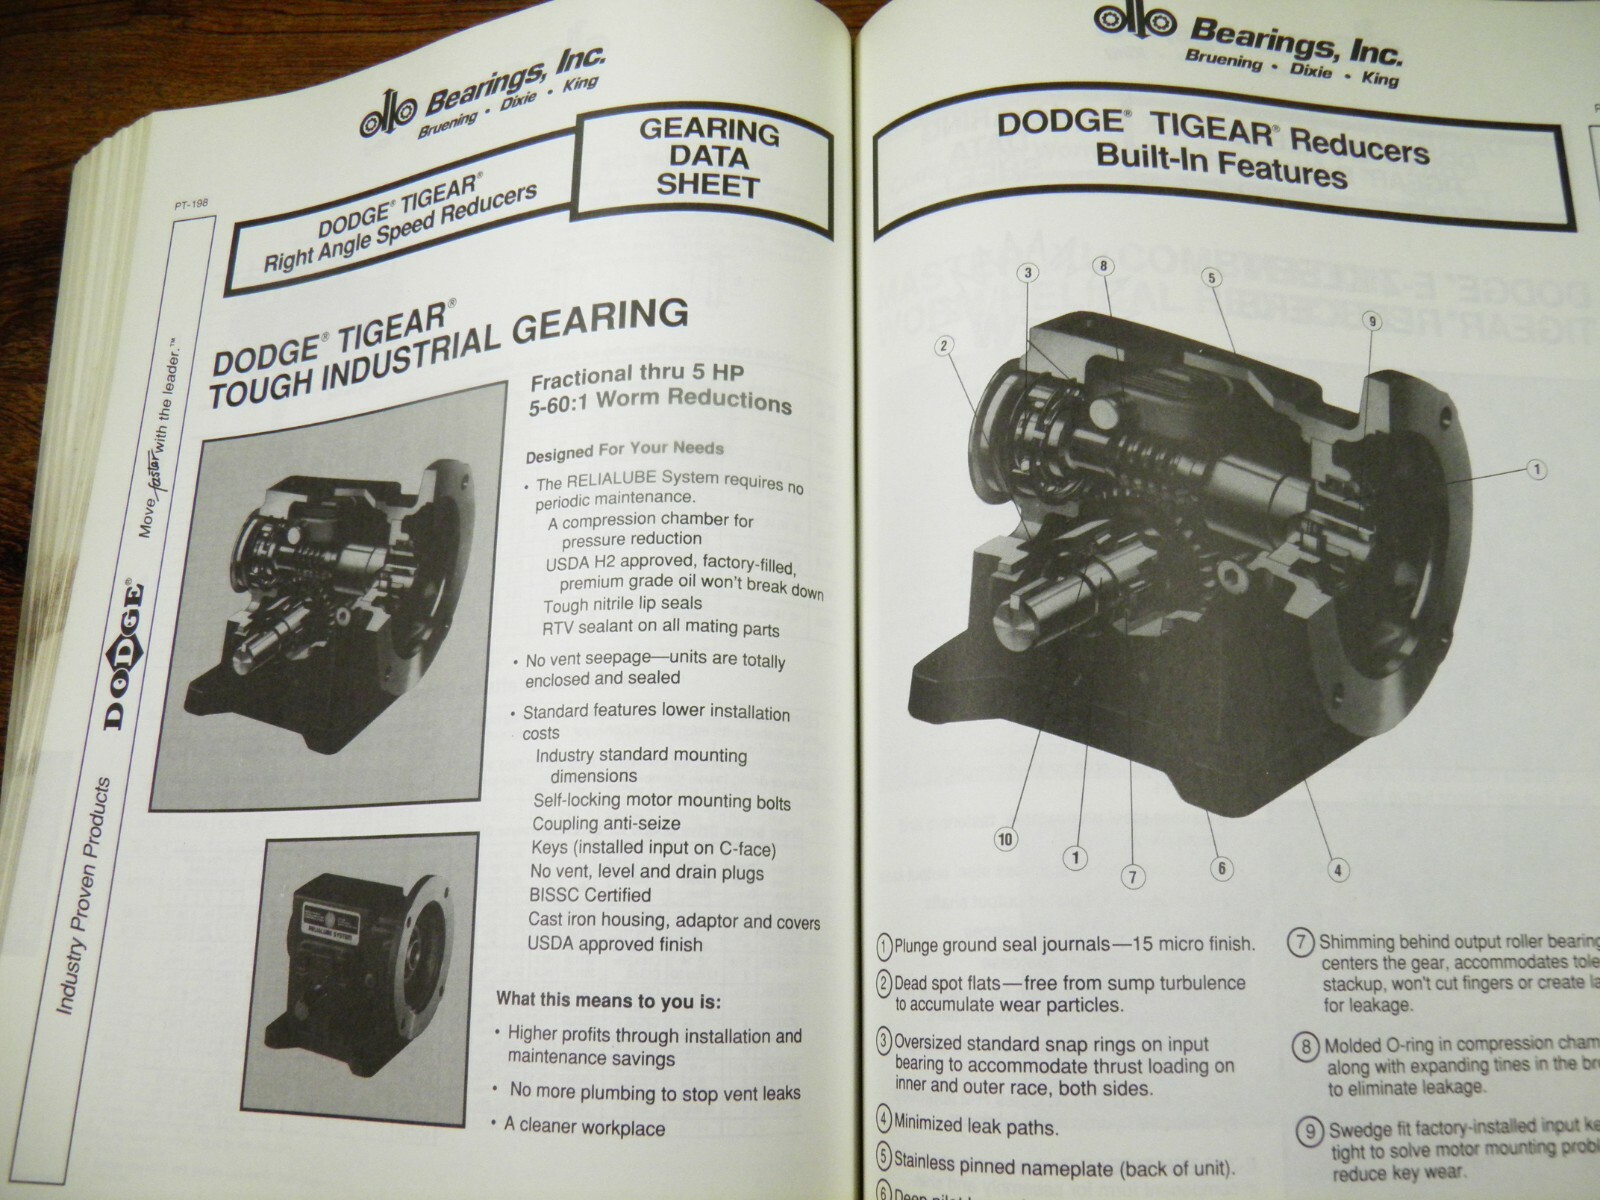 ollo Bearings, Inc.
Bruening • Dixie • King
GEARING
DATA
SHEET
DODGE® TIGEAR®
Right Angle Speed Reducers
PT-198
Move faster with the leader.™
DODGE®
Industry Proven Products
DODGE® TIGEAR®
TOUGH INDUSTRIAL GEARING
Fractional thru 5 HP
5-60:1 Worm Reductions
Designed For Your Needs
• The RELIALUBE System requires no
periodic maintenance.
A compression chamber for
pressure reduction
USDA H2 approved, factory-filled,
premium grade oil won't break down
Tough nitrile lip seals
RTV sealant on all mating parts
• No vent seepage—units are totally
enclosed and sealed
• Standard features lower installation
costs
Industry standard mounting
dimensions
Self-locking motor mounting bolts
Coupling anti-seize
Keys (installed input on C-face)
No vent, level and drain plugs
BISSC Certified
Cast iron housing, adaptor and covers
USDA approved finish
RELIALUBE SYSTEM
What this means to you is:
• Higher profits through installation and
maintenance savings
• No more plumbing to stop vent leaks
• A cleaner workplace
ollo Bearings, Inc.
Bruening • Dixie • King
DODGE® TIGEAR® Reducers
Built-In Features
3
8
5
9
2
1
10
1
7
6
4
1 Plunge ground seal journals—15 micro finish.
2 Dead spot flats—free from sump turbulence
to accumulate wear particles.
3 Oversized standard snap rings on input
bearing to accommodate thrust loading on
inner and outer race, both sides.
4 Minimized leak paths.
5 Stainless pinned nameplate (back of unit).
6 Deep
7 Shimming behind output roller bearing
centers the gear, accommodates
stackup, won't cut fingers or create
for leakage.
8 Molded O-ring in compression
along with expanding tines in the
to eliminate leakage.
9 Swedge fit factory-installed input
tight to solve motor mounting
reduce key wear.